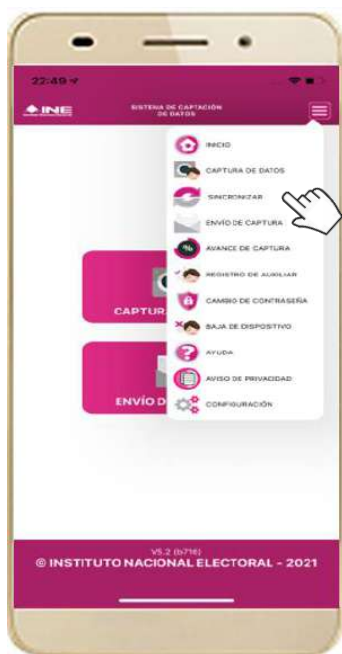 22:49
INE
SISTEMA DE CAPTACIÓN
DE DATOS
INICIO
CAPTURA DE DATOS
SINCRONIZAR
ENVÍO DE CAPTURA
%
AVANCE DE CAPTURA
REGISTRO DE AUXILIAR
CAMBIO DE CONTRASEÑA
BAJA DE DISPOSITIVO
?
AYUDA
AVISO DE PRIVACIDAD
CONFIGURACIÓN
CAPTUR
ENVÍO D
V5.2 (b716)
© INSTITUTO NACIONAL ELECTORAL - 2021